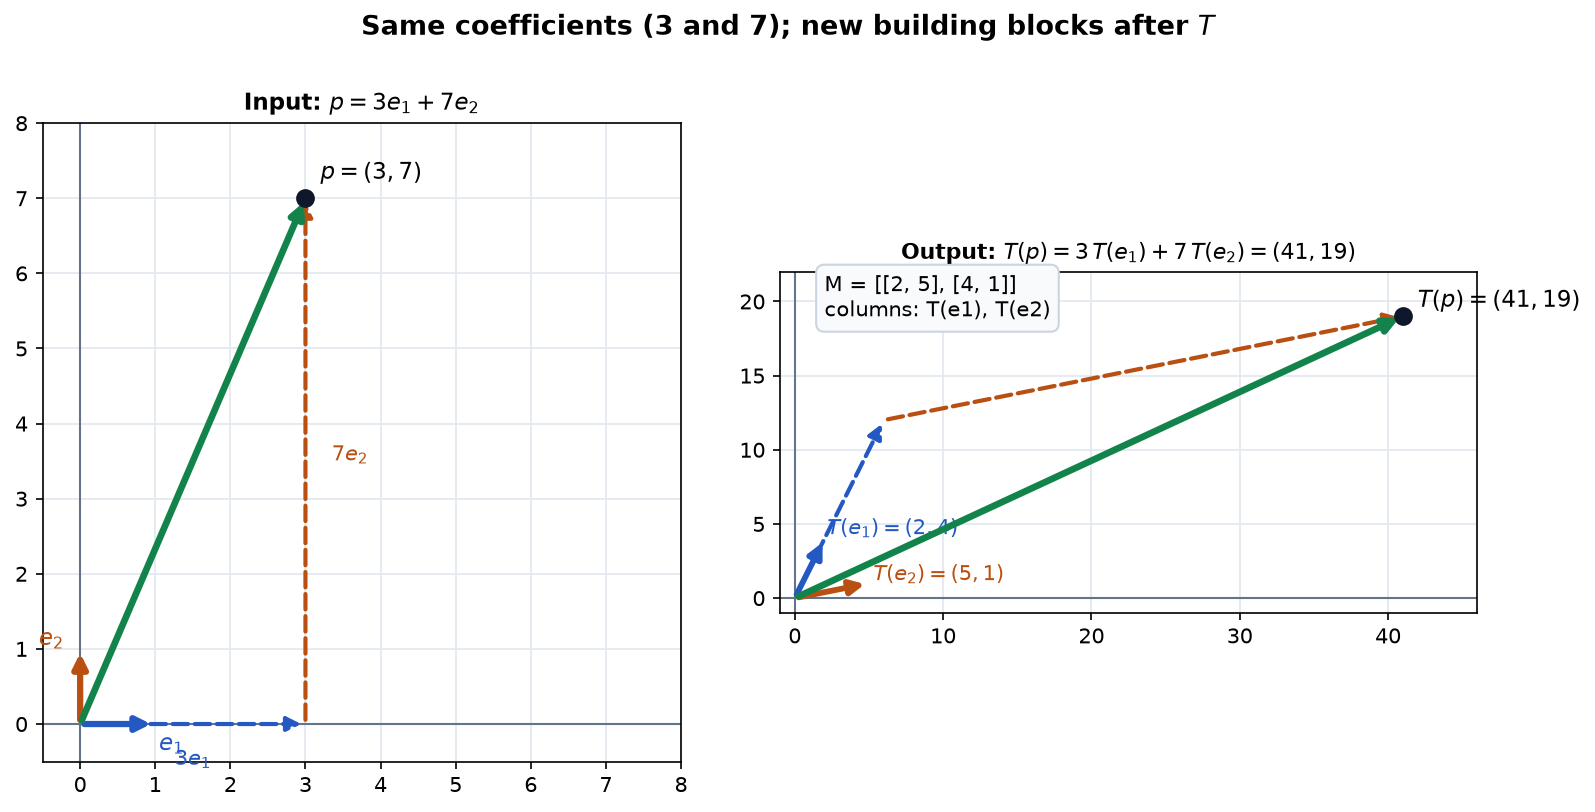 Same coefficients (3 and 7); new building blocks after T
Input: p = 3e₁ + 7e₂
8
7
6
5
4
3
2
1
0
p = (3, 7)
7e₂
e₂
e₁
3e₁
0 1 2 3 4 5 6 7 8
Output: T(p) = 3 T(e₁) + 7 T(e₂) = (41, 19)
M = [[2, 5], [4, 1]]
columns: T(e1), T(e2)
T(p) = (41, 19)
20
15
10
5
0
T(e₁) = (2, 4)
T(e₂) = (5, 1)
0 10 20 30 40